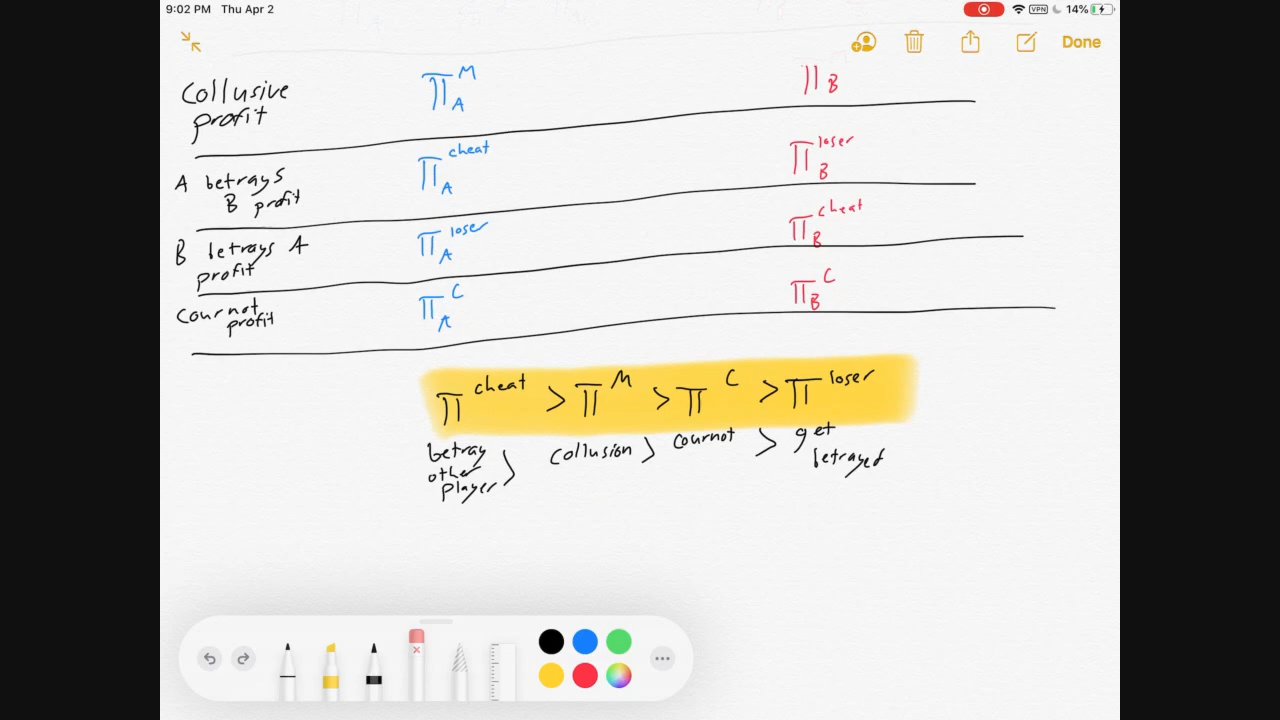 9:02 PM Thu Apr 2
VPN 14%
Done
Collusive profit
Π_A^M
Π_B
A betrays B profit
Π_A^cheat
Π_B^loser
B betrays A profit
Π_A^loser
Π_B^cheat
Cournot profit
Π_A^C
Π_B^C
Π^cheat > Π^M > Π^C > Π^loser
betray other player > collusion > cournot > get betrayed